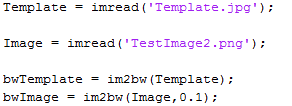 Template = imread('Template.jpg');
Image = imread('TestImage2.png');
bwTemplate = im2bw(Template);
bwImage = im2bw(Image,0.1);